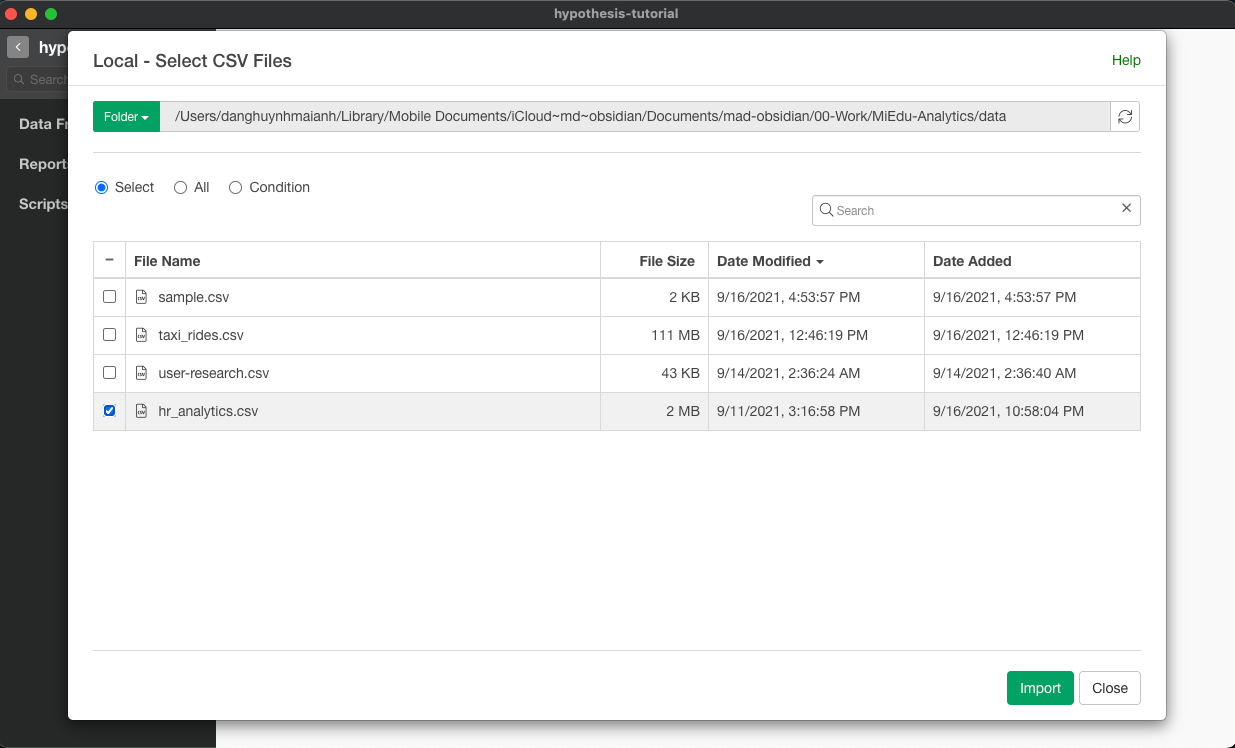 hypothesis-tutorial
hyp
Local - Select CSV Files
Help
Search
Folder
/Users/danghuynhmaianh/Library/Mobile Documents/iCloud~md~obsidian/Documents/mad-obsidian/00-Work/MiEdu-Analytics/data
Data Fr
Reports
Select All Condition
Scripts
Search
File Name File Size Date Modified Date Added
sample.csv 2 KB 9/16/2021, 4:53:57 PM 9/16/2021, 4:53:57 PM
taxi_rides.csv 111 MB 9/16/2021, 12:46:19 PM 9/16/2021, 12:46:19 PM
user-research.csv 43 KB 9/14/2021, 2:36:24 AM 9/14/2021, 2:36:40 AM
hr_analytics.csv 2 MB 9/11/2021, 3:16:58 PM 9/16/2021, 10:58:04 PM
Import Close